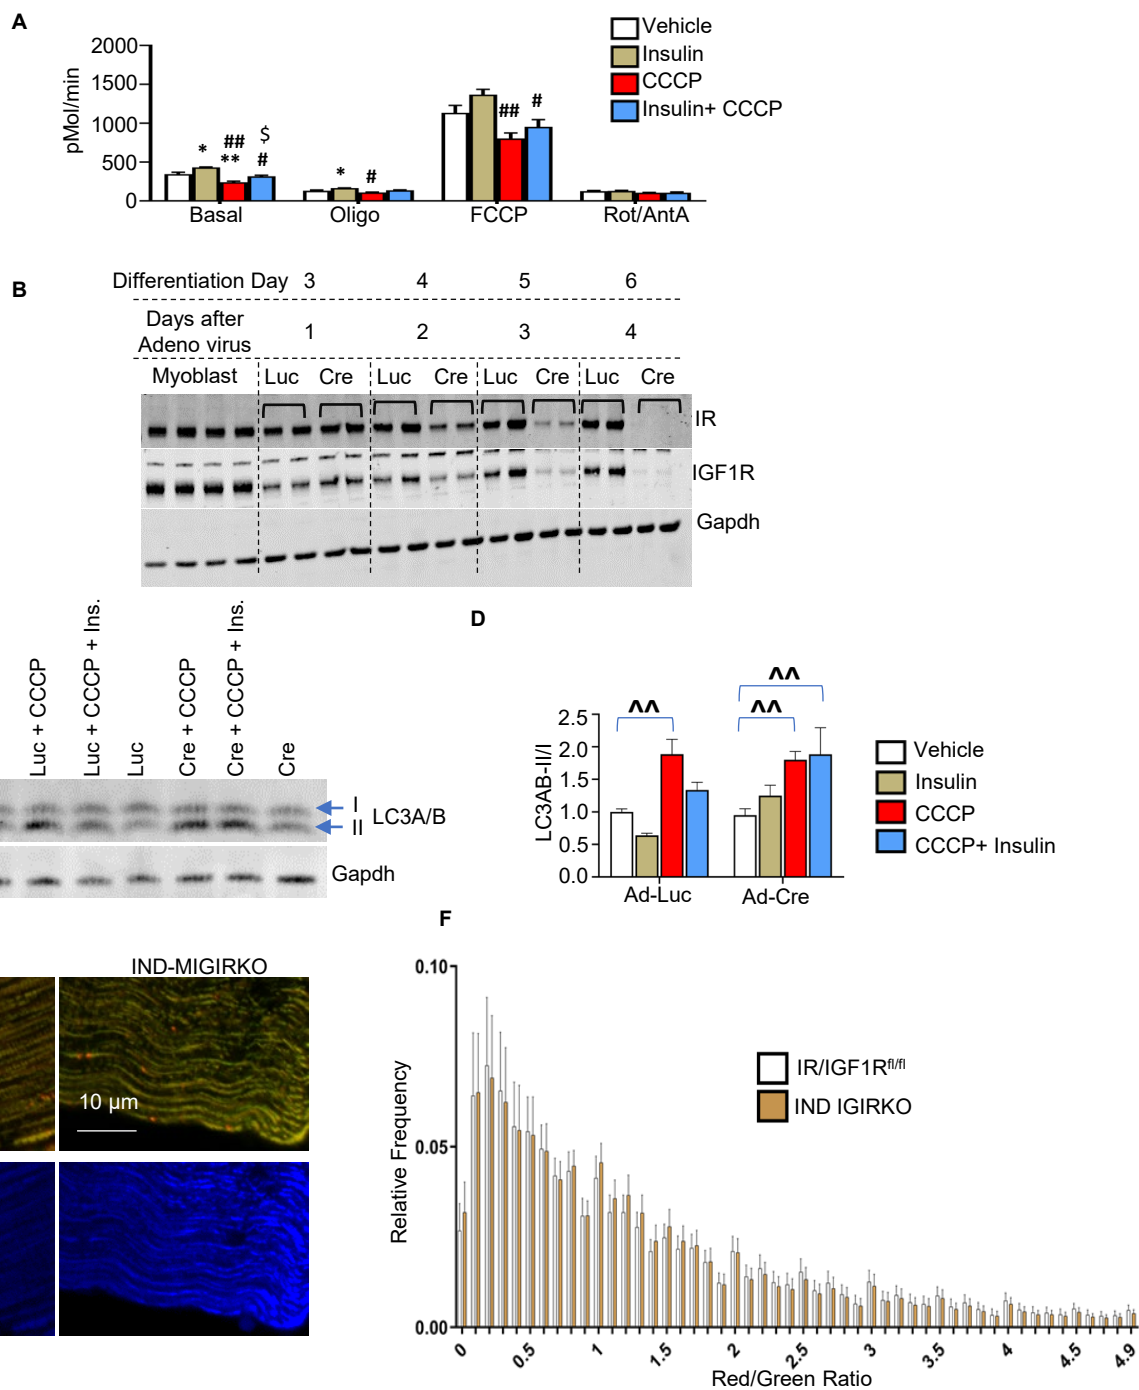 A
pMol/min
2000
1500
1000
500
0
* ## ** $ #
* #
## #
Basal Oligo FCCP Rot/AntA
Vehicle
Insulin
CCCP
Insulin+ CCCP
B
Differentiation Day 3 4 5 6
Days after
Adeno virus 1 2 3 4
Myoblast Luc Cre Luc Cre Luc Cre Luc Cre
IR
IGF1R
Gapdh
Luc + CCCP
Luc + CCCP + Ins.
Luc
Cre + CCCP
Cre + CCCP + Ins.
Cre
I
II
LC3A/B
Gapdh
D
LC3AB-II/I
2.5
2.0
1.5
1.0
0.5
0.0
^^
^^
^^
Ad-Luc Ad-Cre
Vehicle
Insulin
CCCP
CCCP+ Insulin
IND-MIGIRKO
10 μm
F
Relative Frequency
0.10
0.05
0.00
IR/IGF1Rfl/fl
IND IGIRKO
0 0.5 1 1.5 2 2.5 3 3.5 4 4.5 4.9
Red/Green Ratio